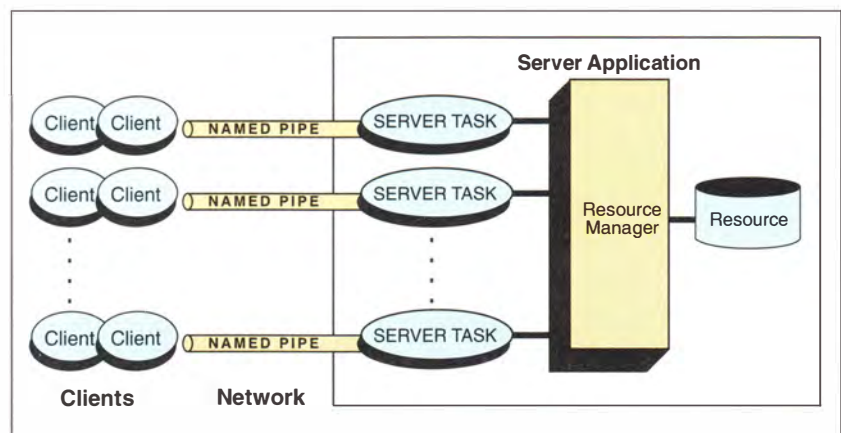 Server Application
Client Client NAMED PIPE SERVER TASK
Client Client NAMED PIPE SERVER TASK
Resource
Manager
Resource
Client Client NAMED PIPE SERVER TASK
Clients Network